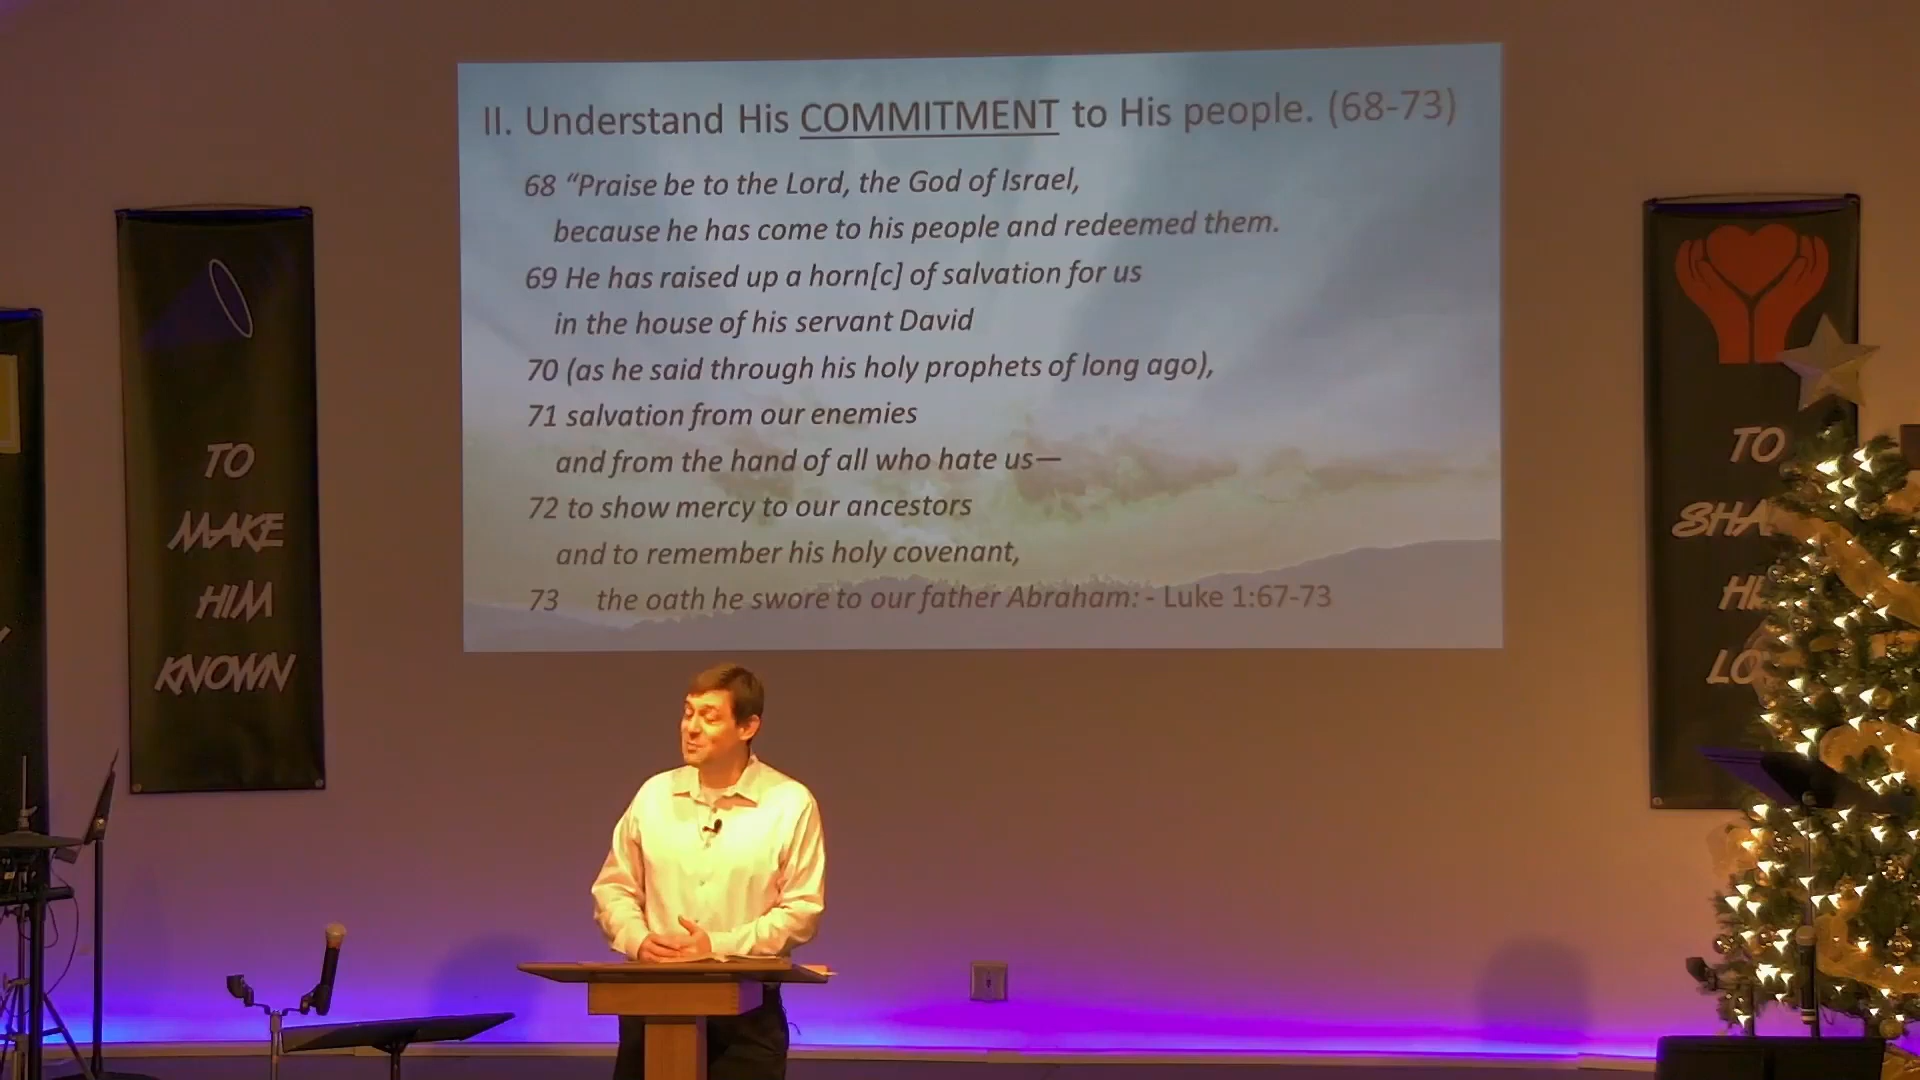 II. Understand His COMMITMENT to His people. (68-73)
68 “Praise be to the Lord, the God of Israel,
because he has come to his people and redeemed them.
69 He has raised up a horn[c] of salvation for us
in the house of his servant David
70 (as he said through his holy prophets of long ago),
71 salvation from our enemies
and from the hand of all who hate us—
72 to show mercy to our ancestors
and to remember his holy covenant,
73 the oath he swore to our father Abraham: - Luke 1:67-73
TO
MAKE
HIM
KNOWN
TO